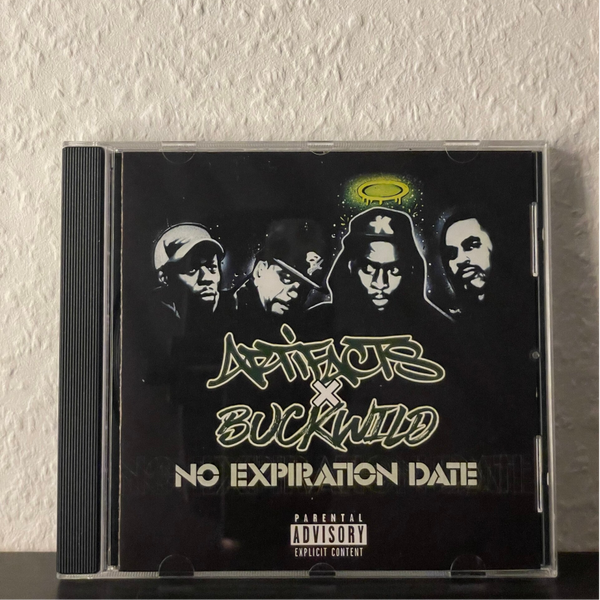 K
B
ARTIFACTS
X
BUCKWILD
NO EXPIRATION DATE
PARENTAL
ADVISORY
EXPLICIT CONTENT